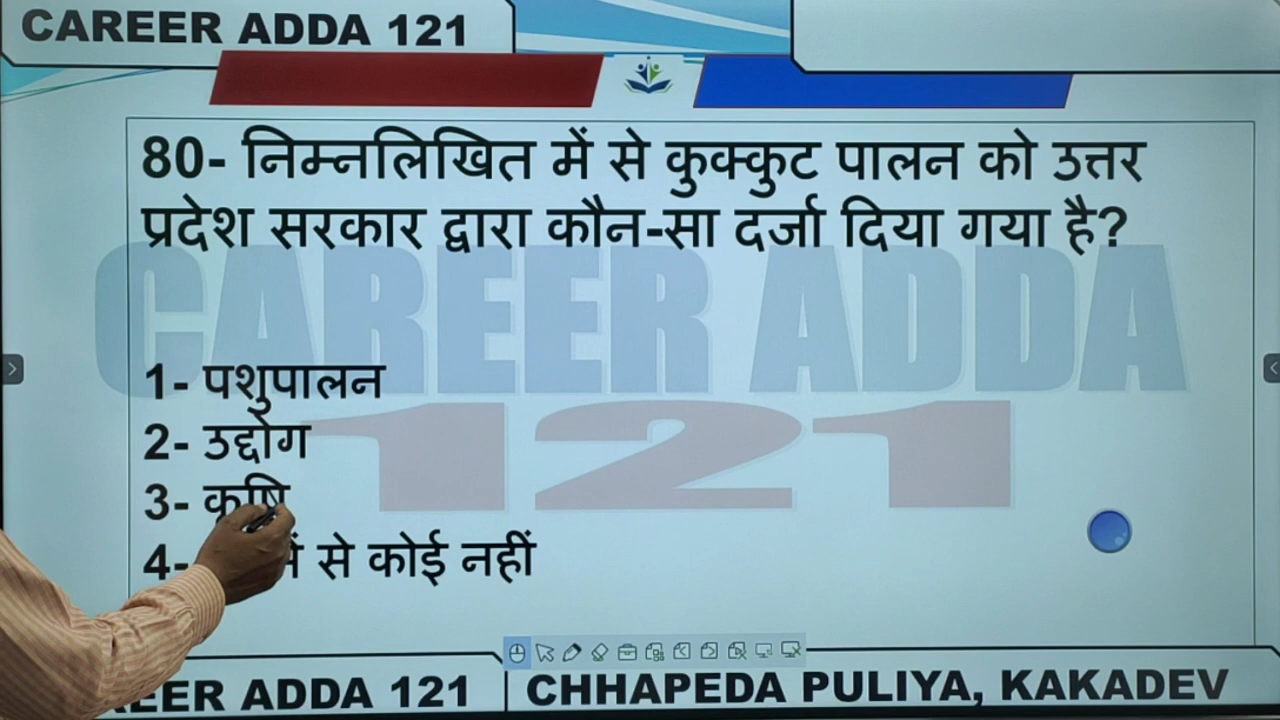 CAREER ADDA 121
80- निम्नलिखित में से कुक्कुट पालन को उत्तर
प्रदेश सरकार द्वारा कौन-सा दर्जा दिया गया है?
CAREER ADDA
121
1- पशुपालन
2- उद्दोग
3- कृषि
4- से कोई नहीं
ADDA 121
CHHAPEDA PULIYA, KAKADEV